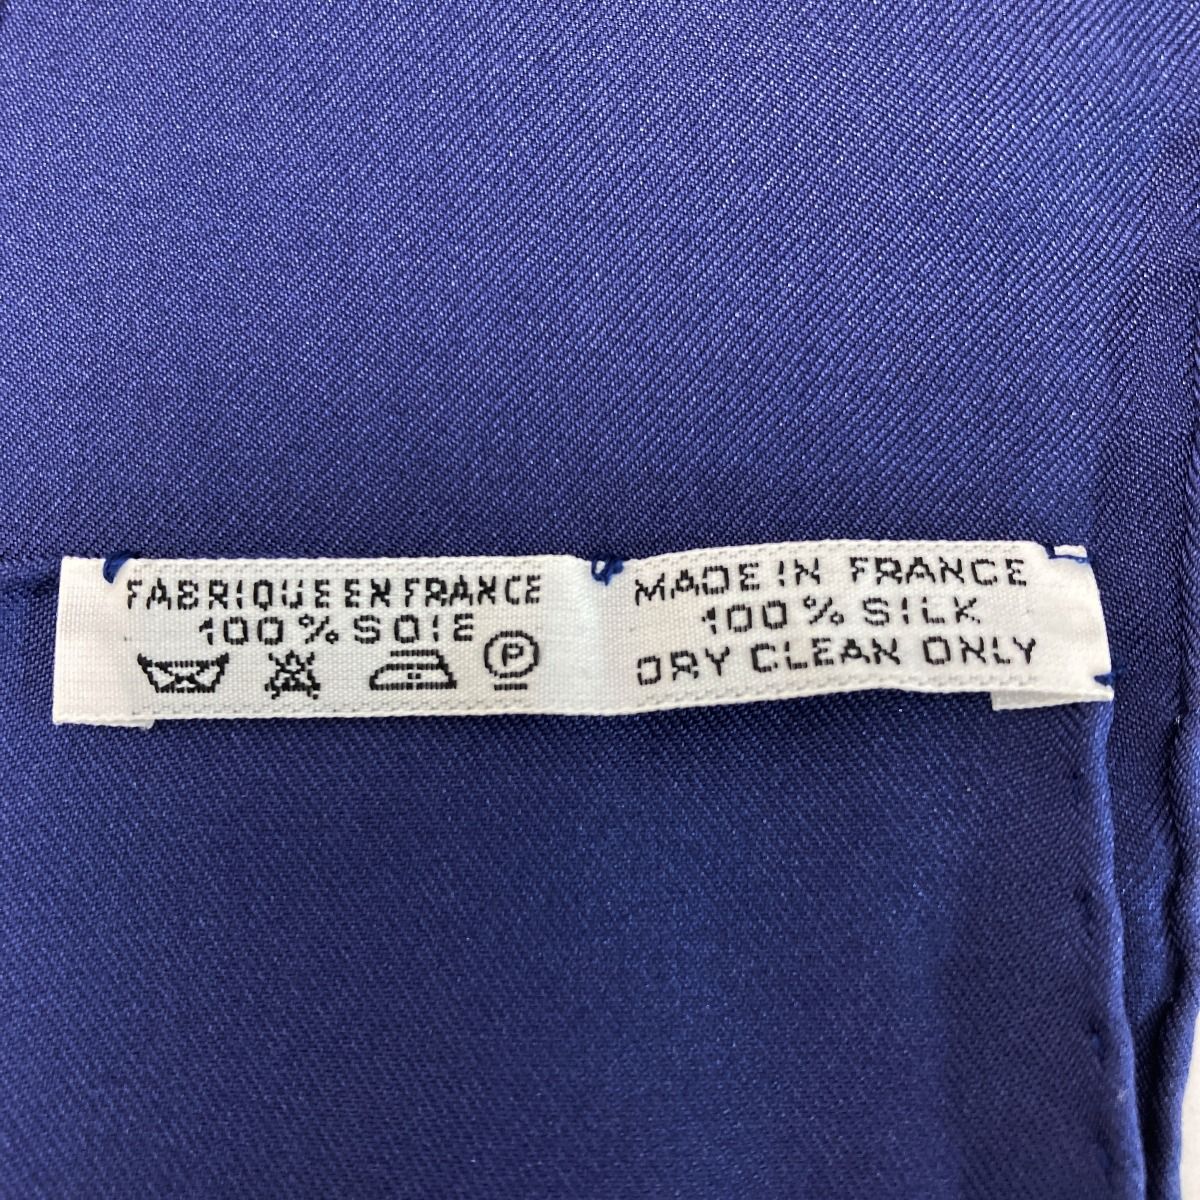 FABRIQUE EN FRANCE
100% SOIE
P
MADE IN FRANCE
100% SILK
DRY CLEAN ONLY